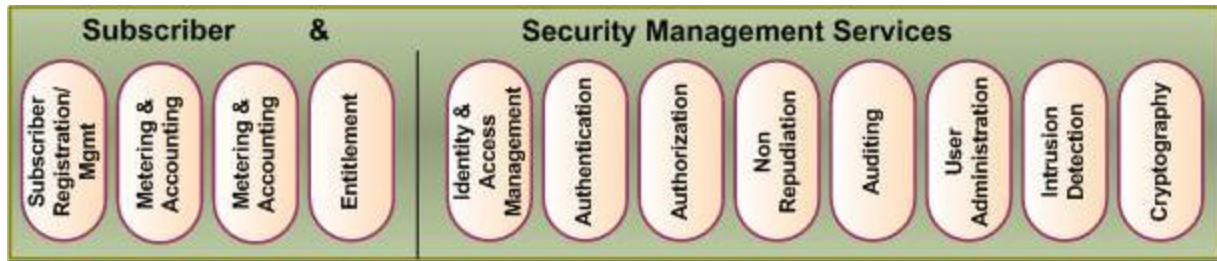 Subscriber & Security Management Services
Subscriber
Registration/
Mgmt
Metering &
Accounting
Metering &
Accounting
Entitlement
Identity &
Access
Management
Authentication
Authorization
Non
Repudiation
Auditing
User
Administration
Intrusion
Detection
Cryptography